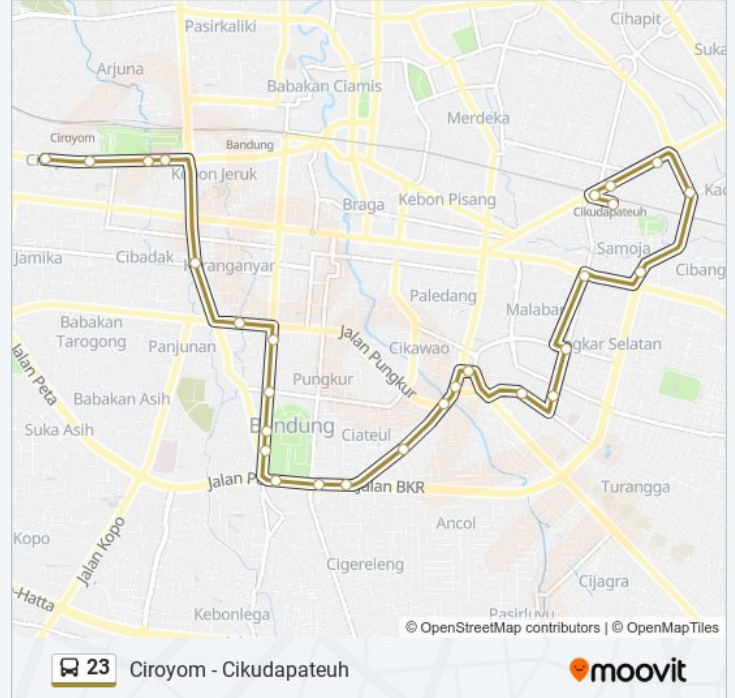 Pasirkaliki
Cihapit
Suka
Arjuna
Babakan Ciamis
Merdeka
Ciroyom
Bandung
Ci
Kebon Jeruk
Braga
Kebon Pisang
Kac
Cikudapateuh
Samoja
Jamika
Cibadak
Karanganyar
Cibang
Paledang
Malabar
Babakan
Tarogong
Panjunan
Jalan Pungkur
Cikawao
gkar Selatan
Jalan Peta
Pungkur
Babakan Asih
Suka Asih
Bandung
Ciateul
Jalan P
Jalan BKR
Turangga
Ancol
Kopo
Jalan Kopo
Cigereleng
Cijagra
-Hatta
Kebonlega
Pasirluyu
© OpenStreetMap contributors | © OpenMapTiles
23 Ciroyom - Cikudapateuh
moovit